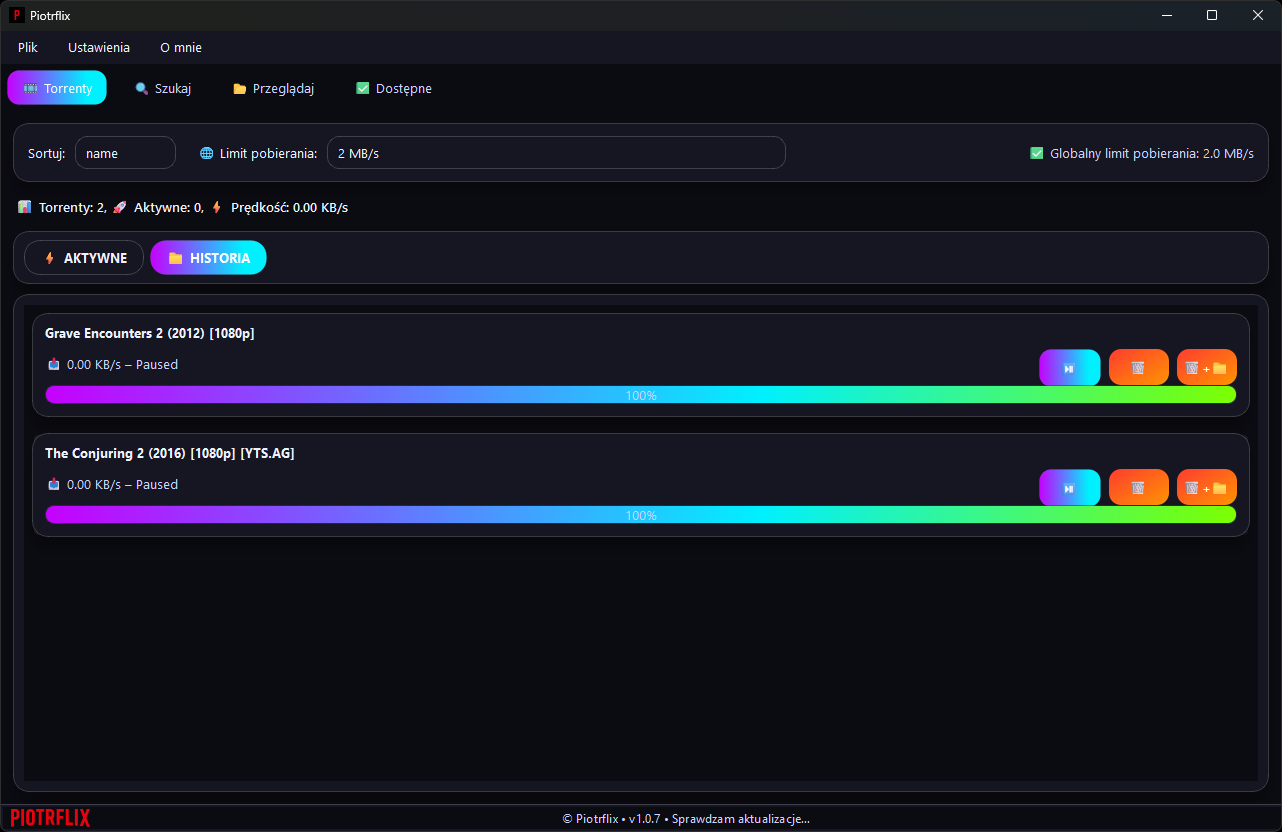 P Piotrflix
Plik Ustawienia O mnie
Torrenty Szukaj Przeglądaj Dostępne
Sortuj: name Limit pobierania: 2 MB/s Globalny limit pobierania: 2.0 MB/s
Torrenty: 2, Aktywne: 0, Prędkość: 0.00 KB/s
AKTYWNE HISTORIA
Grave Encounters 2 (2012) [1080p]
0.00 KB/s – Paused
+
100%
The Conjuring 2 (2016) [1080p] [YTS.AG]
0.00 KB/s – Paused
+
100%
PIOTRFLIX © Piotrflix • v1.0.7 • Sprawdzam aktualizacje...